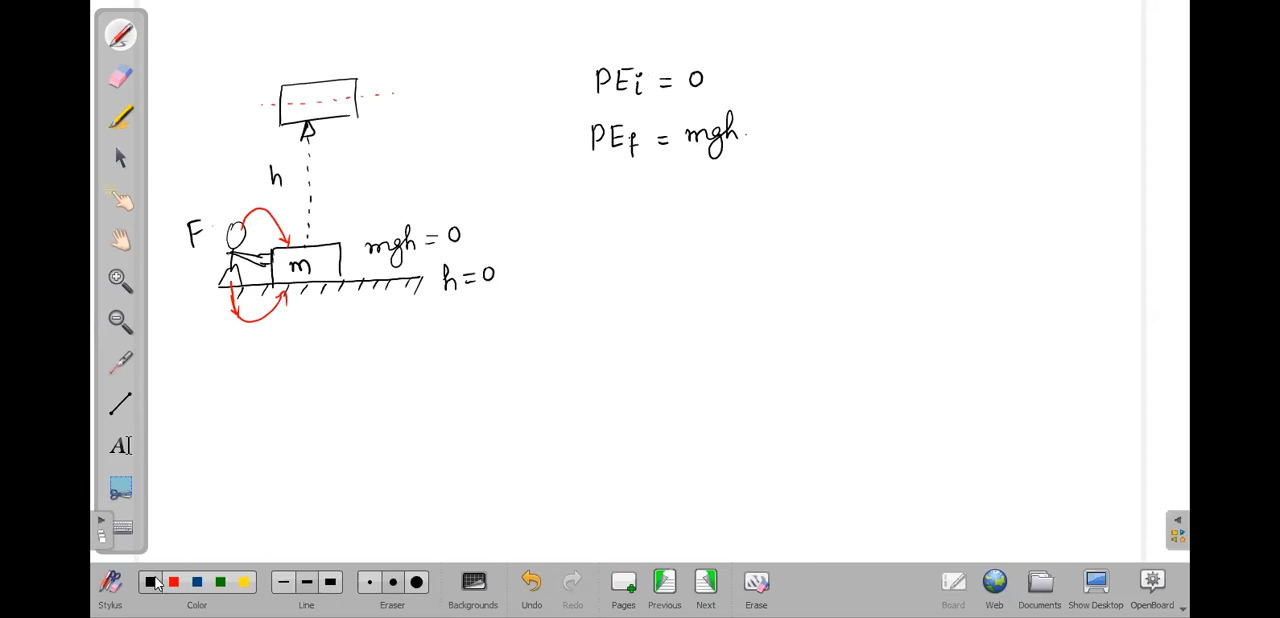 PEi = 0
PEf = mgh.
h
F
m
mgh = 0
h = 0
A
Stylus
Color
Line
Eraser
Backgrounds
Undo
Redo
Pages
Previous
Next
Erase
Board
Web
Documents
Show Desktop
OpenBoard